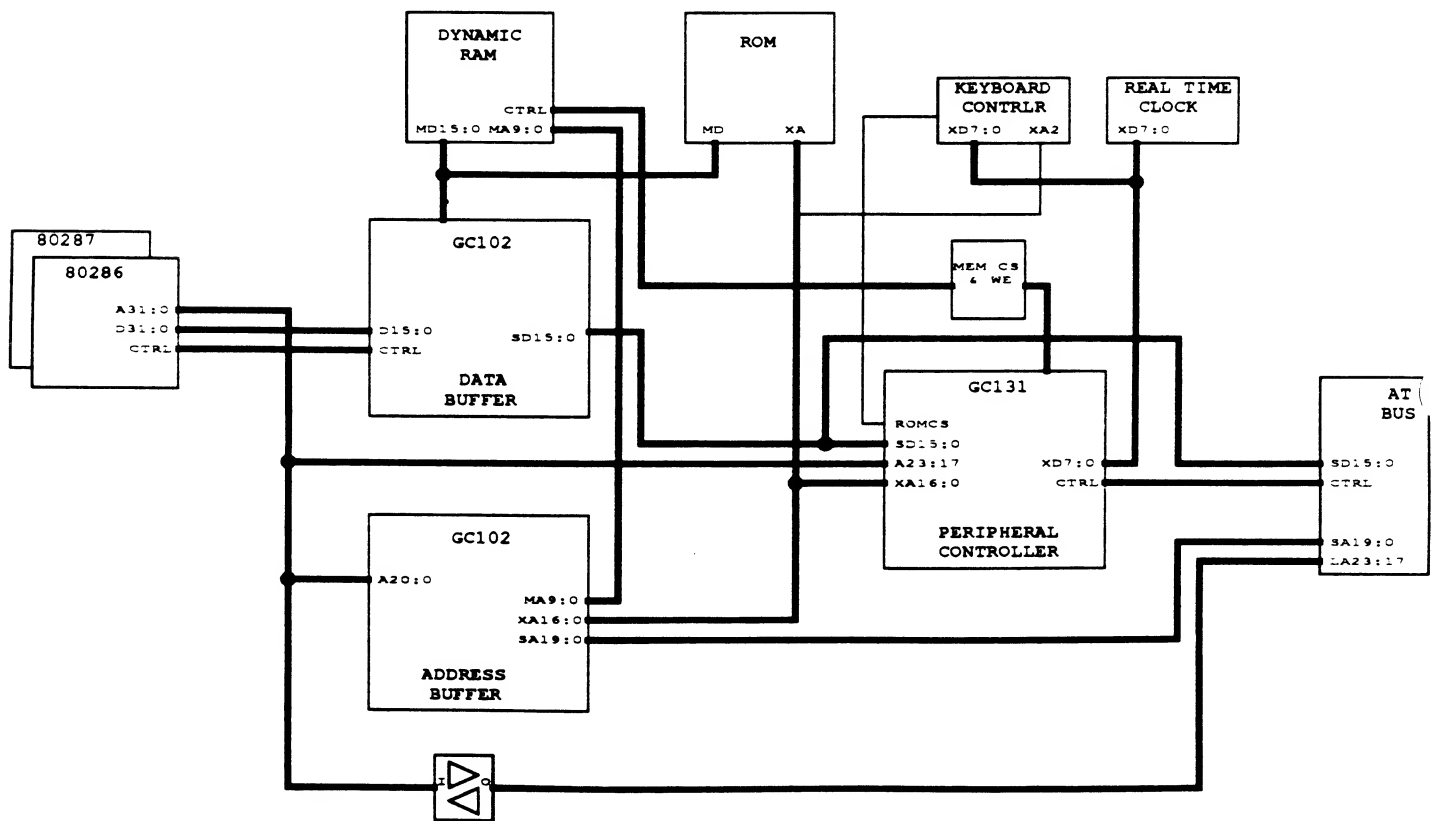 DYNAMIC
RAM
CTRL
MD15:0 MA9:0
ROM
MD XA
KEYBOARD
CONTRLR
XD7:0 XA2
REAL TIME
CLOCK
XD7:0
80287
80286
A31:0
D31:0
CTRL
GC102
D15:0
CTRL
SD15:0
DATA
BUFFER
MEM CS
& WE
GC131
ROMCS
SD15:0
A23:17
XA16:0
XD7:0
CTRL
PERIPHERAL
CONTROLLER
AT
BUS
SD15:0
CTRL
SA19:0
LA23:17
GC102
A20:0
MA9:0
XA16:0
SA19:0
ADDRESS
BUFFER
I O